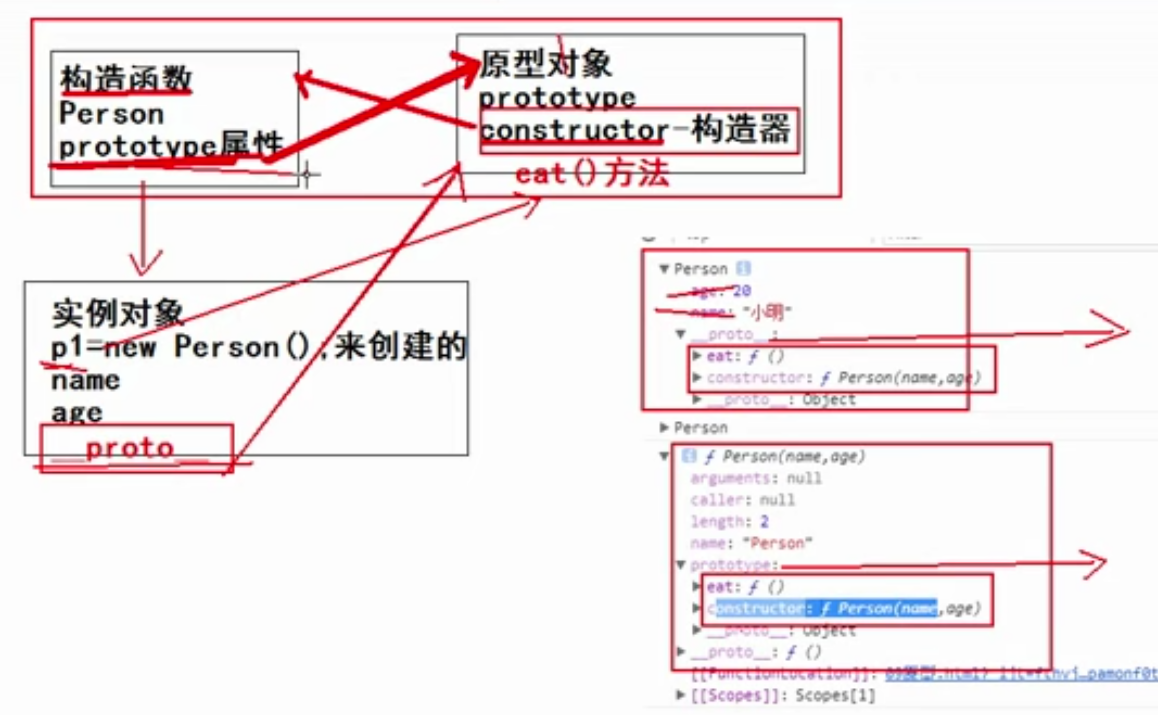 构造函数
Person
prototype属性
原型对象
prototype
constructor-构造器
eat()方法
实例对象
p1=new Person(),来创建的
name
age
__proto__
▼Person
age: 20
name: "小明"
▼__proto__:
▶eat: ƒ ()
▶constructor: ƒ Person(name,age)
▶__proto__: Object
▶Person
▼ƒ Person(name,age)
arguments: null
caller: null
length: 2
name: "Person"
▼prototype:
▶eat: ƒ ()
▶constructor: ƒ Person(name,age)
▶__proto__: Object
▶__proto__: ƒ ()
[[FunctionLocation]]:
▶[[Scopes]]: Scopes[1]